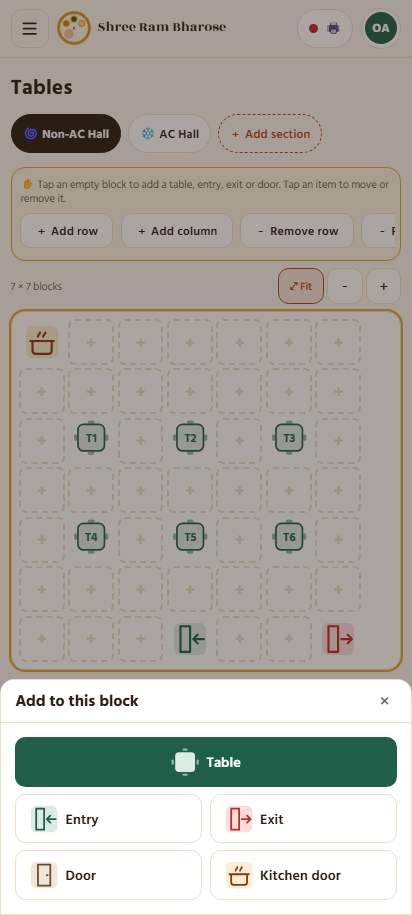 Shree Ram Bharose
OA
Tables
Non-AC Hall
AC Hall
+ Add section
Tap an empty block to add a table, entry, exit or door. Tap an item to move or
remove it.
+ Add row
+ Add column
- Remove row
-
7 × 7 blocks
Fit
-
+
T1
T2
T3
T4
T5
T6
Add to this block
×
Table
Entry
Exit
Door
Kitchen door